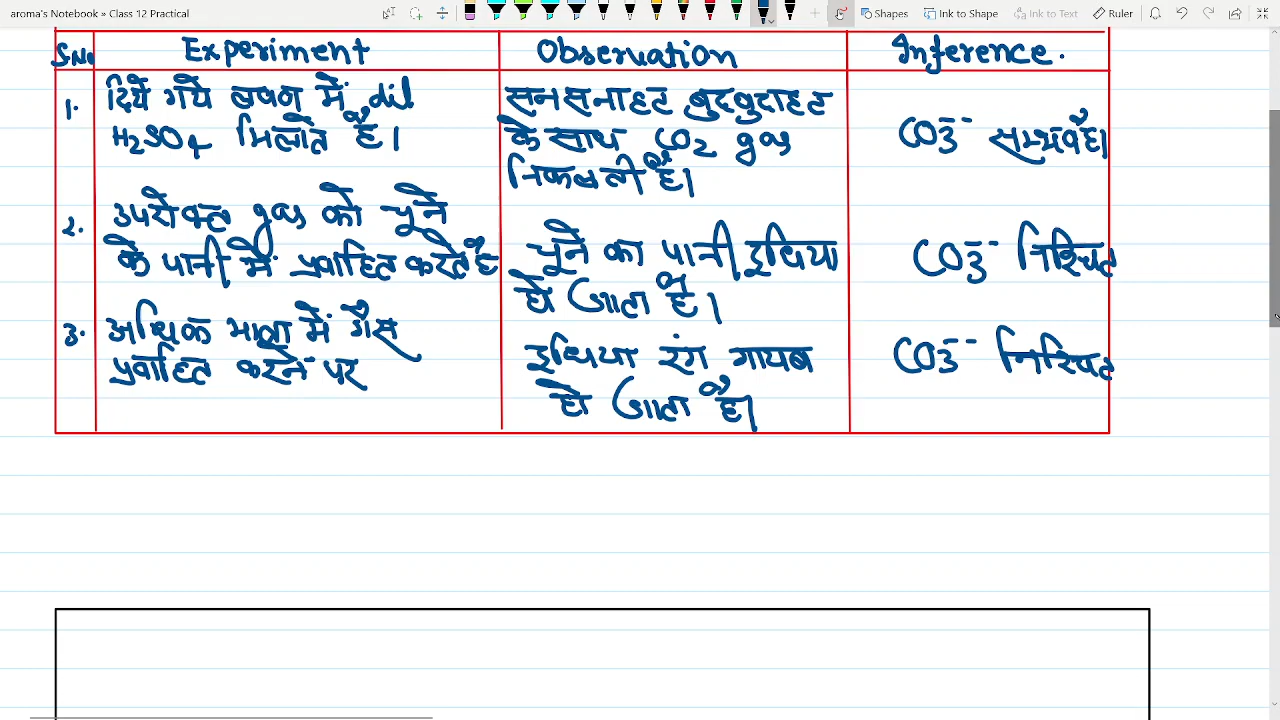 aroma's Notebook » Class 12 Practical
Shapes Ink to Shape Ink to Text Ruler
S.No Experiment Observation Inference.
1. दिये गये लवण में dil
H2SO4 मिलाते है।
सनसनाहट बुदबुदाहट
के साथ CO2 gas
निकलती है।
CO3-- सम्भव है।
2. उपरोक्त gas को चूने
के पानी में प्रवाहित करते है
चूने का पानी दुधिया
हो जाता है।
CO3-- निश्चित
3. अधिक मात्रा में गैस
प्रवाहित करने पर
दुधिया रंग गायब
हो जाता है।
CO3-- निश्चित